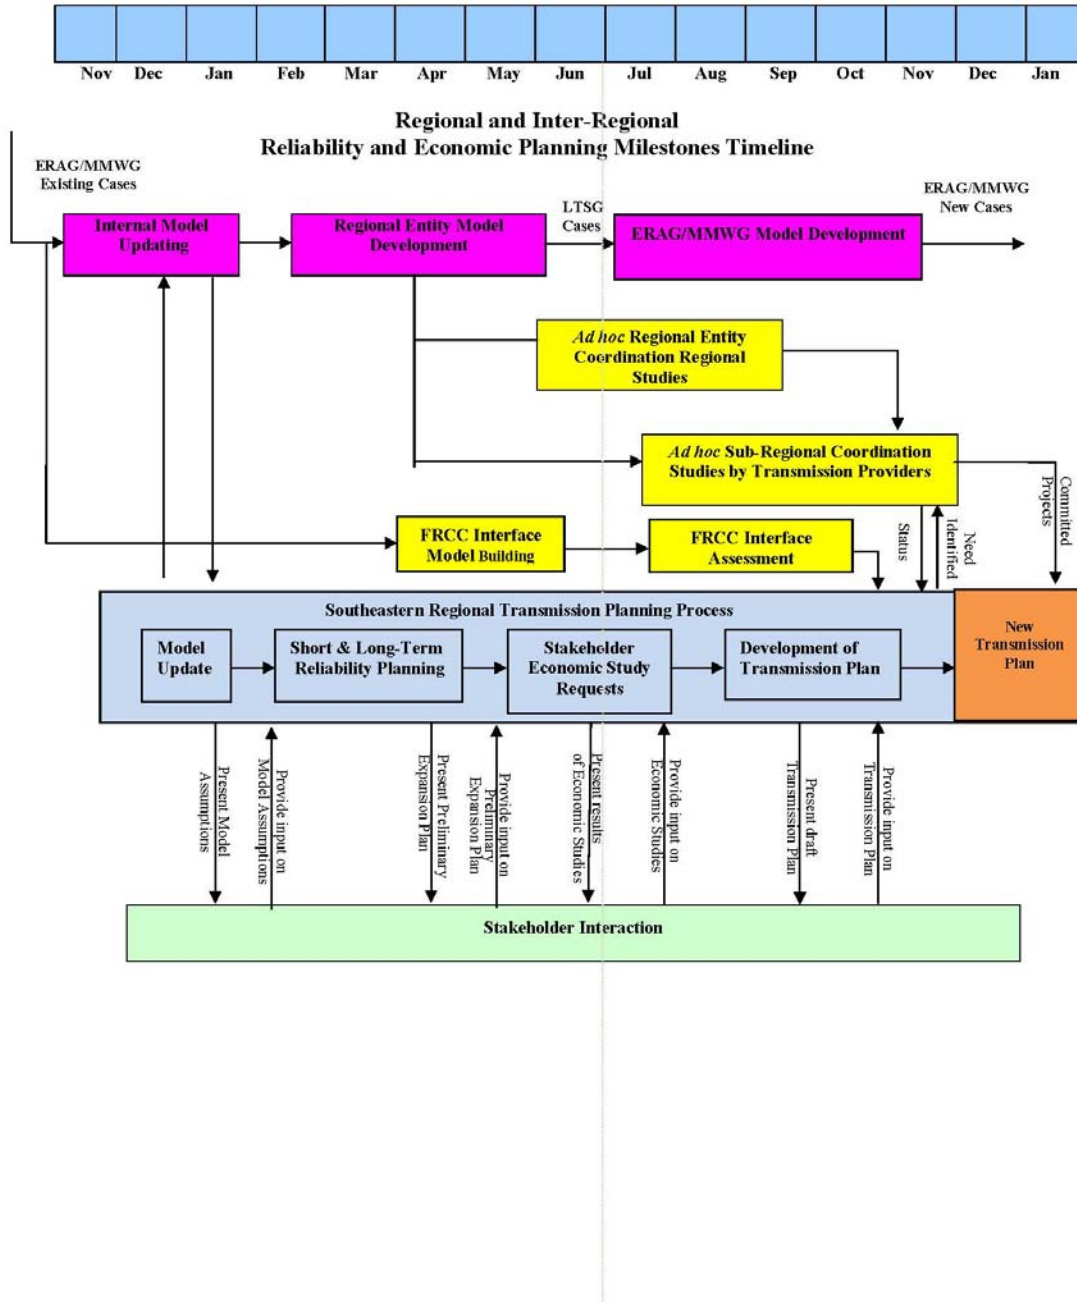 Nov Dec Jan Feb Mar Apr May Jun Jul Aug Sep Oct Nov Dec Jan
Regional and Inter-Regional
Reliability and Economic Planning Milestones Timeline
ERAG/MMWG
Existing Cases
Internal Model
Updating
Regional Entity Model
Development
LTSG
Cases
ERAG/MMWG Model Development
ERAG/MMWG
New Cases
Ad hoc Regional Entity
Coordination Regional
Studies
Ad hoc Sub-Regional Coordination
Studies by Transmission Providers
FRCC Interface
Model Building
FRCC Interface
Assessment
Status
Need
Identified
Committed
Projects
Southeastern Regional Transmission Planning Process
Model
Update
Short & Long-Term
Reliability Planning
Stakeholder
Economic Study
Requests
Development of
Transmission Plan
New
Transmission
Plan
Present Model
Assumptions
Provide input on
Model Assumptions
Present Preliminary
Expansion Plan
Provide input on
Preliminary
Expansion Plan
Present results
of Economic Studies
Provide input on
Economic Studies
Present draft
Transmission Plan
Provide input on
Transmission Plan
Stakeholder Interaction